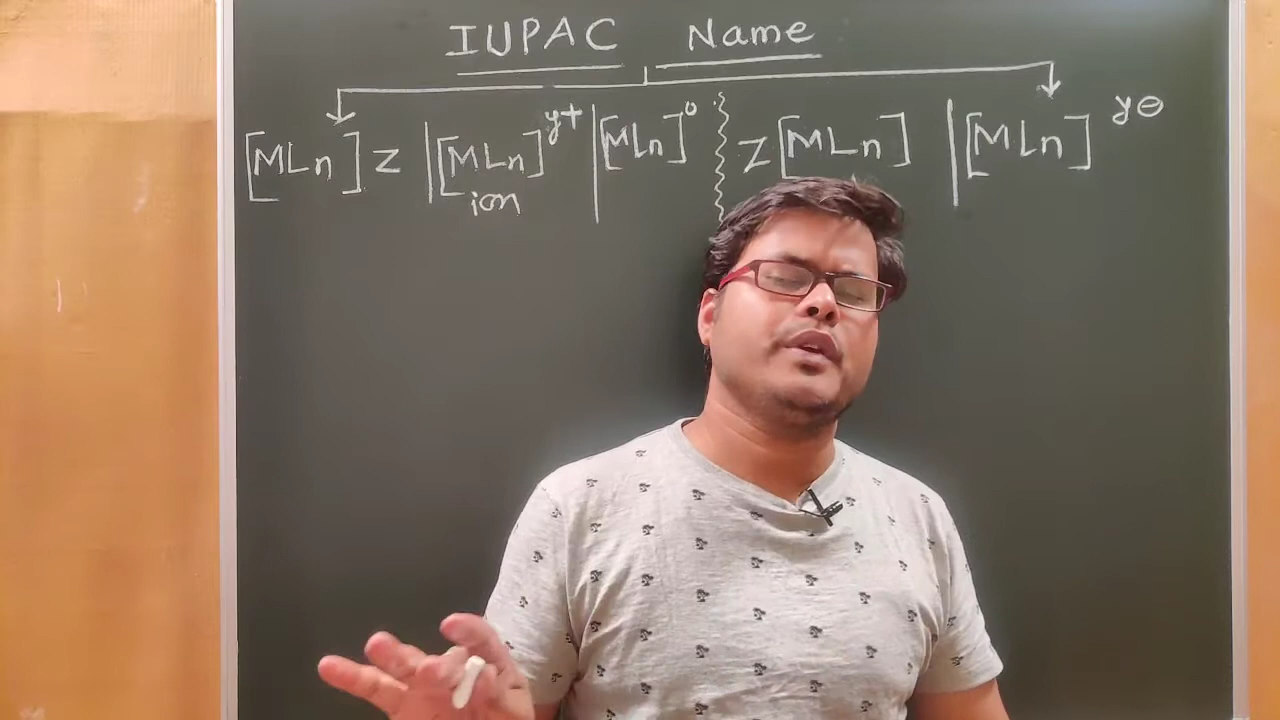 IUPAC Name
[MLn]Z | [MLn]^y+ | [MLn]^0 Z[MLn] | [MLn]^y⊖
ion